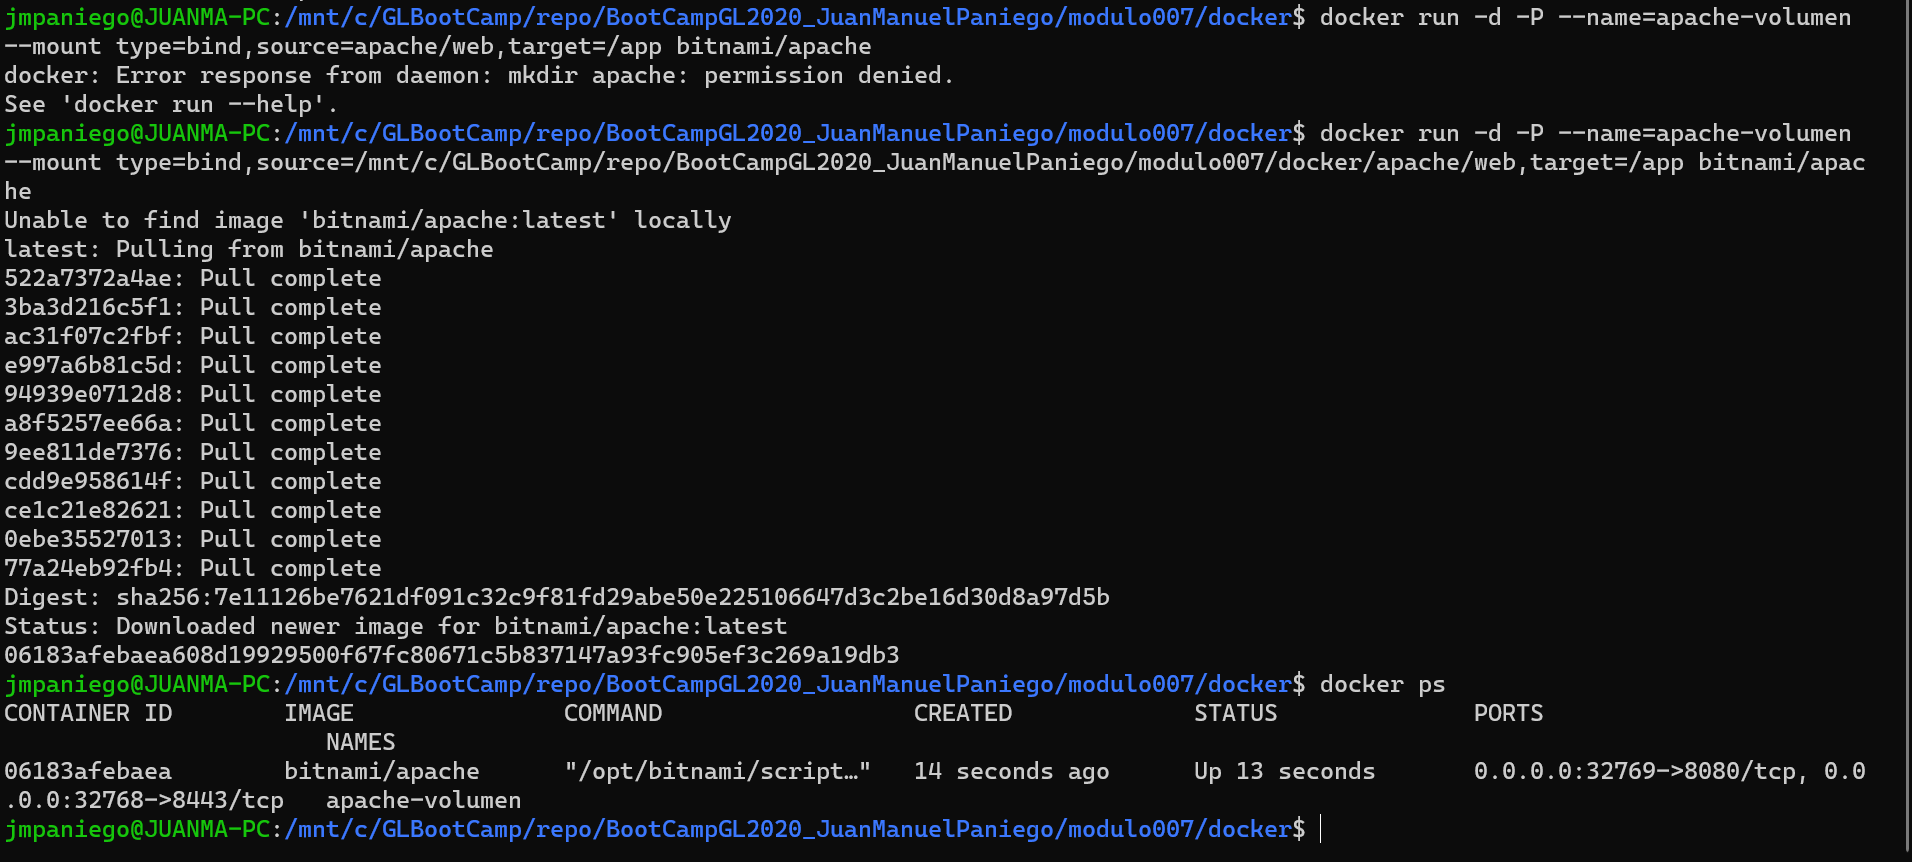 jmpaniego@JUANMA-PC:/mnt/c/GLBootCamp/repo/BootCampGL2020_JuanManuelPaniego/modulo007/docker$ docker run -d -P --name=apache-volumen
--mount type=bind,source=apache/web,target=/app bitnami/apache
docker: Error response from daemon: mkdir apache: permission denied.
See 'docker run --help'.
jmpaniego@JUANMA-PC:/mnt/c/GLBootCamp/repo/BootCampGL2020_JuanManuelPaniego/modulo007/docker$ docker run -d -P --name=apache-volumen
--mount type=bind,source=/mnt/c/GLBootCamp/repo/BootCampGL2020_JuanManuelPaniego/modulo007/docker/apache/web,target=/app bitnami/apac
he
Unable to find image 'bitnami/apache:latest' locally
latest: Pulling from bitnami/apache
522a7372a4ae: Pull complete
3ba3d216c5f1: Pull complete
ac31f07c2fbf: Pull complete
e997a6b81c5d: Pull complete
94939e0712d8: Pull complete
a8f5257ee66a: Pull complete
9ee811de7376: Pull complete
cdd9e958614f: Pull complete
ce1c21e82621: Pull complete
0ebe35527013: Pull complete
77a24eb92fb4: Pull complete
Digest: sha256:7e11126be7621df091c32c9f81fd29abe50e225106647d3c2be16d30d8a97d5b
Status: Downloaded newer image for bitnami/apache:latest
06183afebaea608d19929500f67fc80671c5b837147a93fc905ef3c269a19db3
jmpaniego@JUANMA-PC:/mnt/c/GLBootCamp/repo/BootCampGL2020_JuanManuelPaniego/modulo007/docker$ docker ps
CONTAINER ID        IMAGE               COMMAND                  CREATED             STATUS              PORTS
                       NAMES
06183afebaea        bitnami/apache      "/opt/bitnami/script…"   14 seconds ago      Up 13 seconds       0.0.0.0:32769->8080/tcp, 0.0
.0.0:32768->8443/tcp   apache-volumen
jmpaniego@JUANMA-PC:/mnt/c/GLBootCamp/repo/BootCampGL2020_JuanManuelPaniego/modulo007/docker$